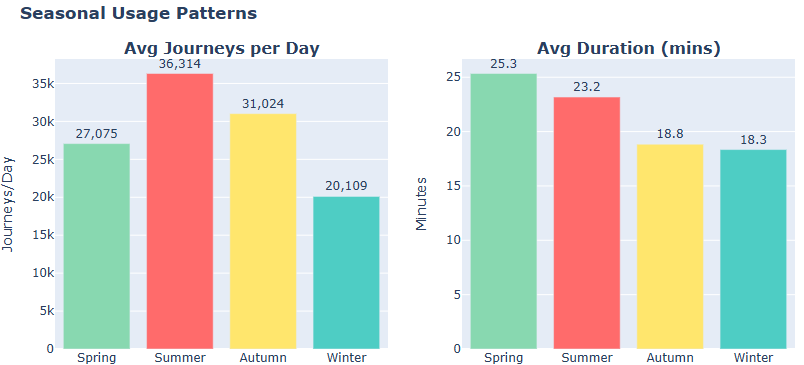 Seasonal Usage Patterns
Avg Journeys per Day
Journeys/Day
35k
30k
25k
20k
15k
10k
5k
0
27,075
36,314
31,024
20,109
Spring
Summer
Autumn
Winter
Avg Duration (mins)
Minutes
25
20
15
10
5
0
25.3
23.2
18.8
18.3
Spring
Summer
Autumn
Winter